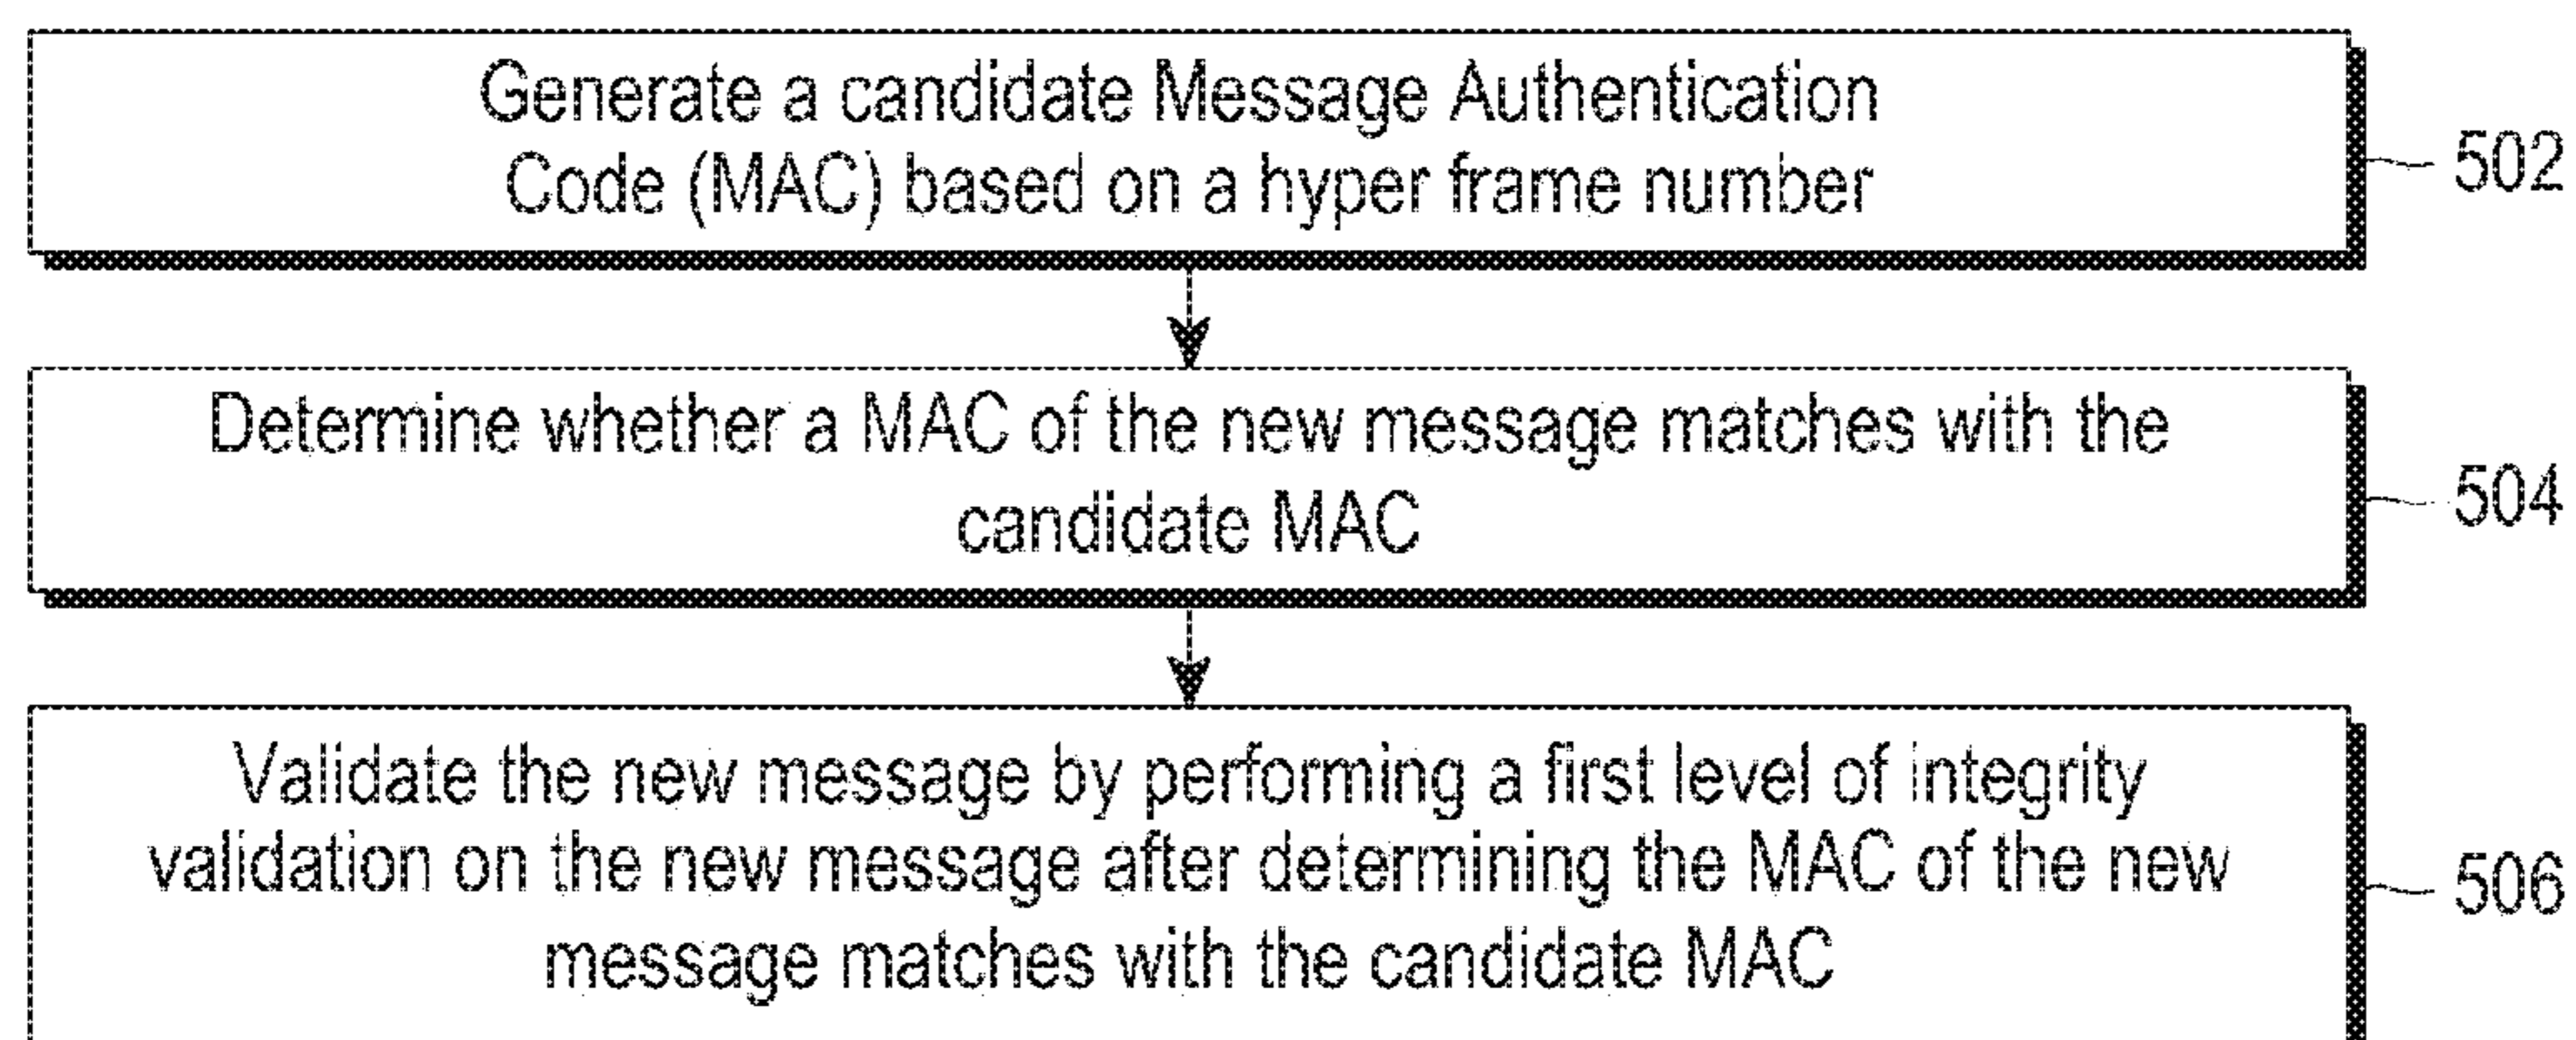 Generate a candidate Message Authentication
Code (MAC) based on a hyper frame number
502
Determine whether a MAC of the new message matches with the
candidate MAC
504
Validate the new message by performing a first level of integrity
validation on the new message after determining the MAC of the new
message matches with the candidate MAC
506